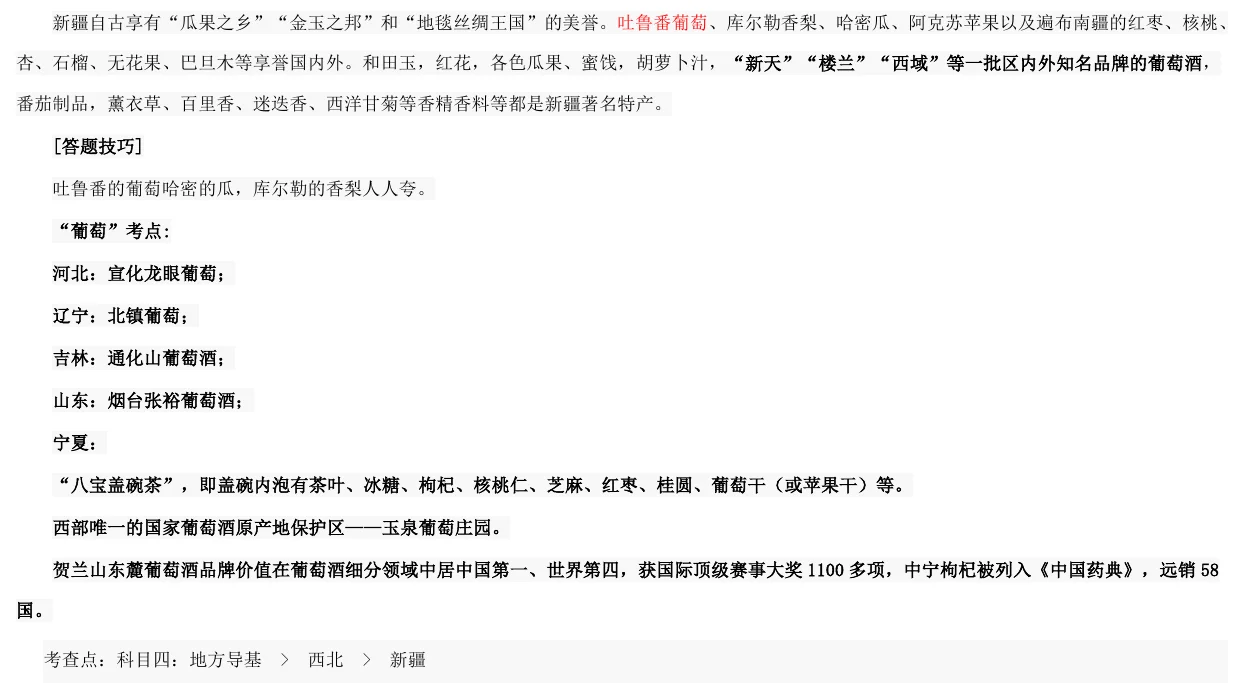 新疆自古享有“瓜果之乡”“金玉之邦”和“地毯丝绸王国”的美誉。吐鲁番葡萄、库尔勒香梨、哈密瓜、阿克苏苹果以及遍布南疆的红枣、核桃、
杏、石榴、无花果、巴旦木等享誉国内外。和田玉，红花，各色瓜果、蜜饯，胡萝卜汁，“新天”“楼兰”“西域”等一批区内外知名品牌的葡萄酒，
番茄制品，薰衣草、百里香、迷迭香、西洋甘菊等香精香料等都是新疆著名特产。
[答题技巧]
吐鲁番的葡萄哈密的瓜，库尔勒的香梨人人夸。
“葡萄”考点:
河北：宣化龙眼葡萄；
辽宁：北镇葡萄；
吉林：通化山葡萄酒；
山东：烟台张裕葡萄酒；
宁夏：
“八宝盖碗茶”，即盖碗内泡有茶叶、冰糖、枸杞、核桃仁、芝麻、红枣、桂圆、葡萄干（或苹果干）等。
西部唯一的国家葡萄酒原产地保护区——玉泉葡萄庄园。
贺兰山东麓葡萄酒品牌价值在葡萄酒细分领域中居中国第一、世界第四，获国际顶级赛事大奖 1100 多项，中宁枸杞被列入《中国药典》，远销 58
国。
考查点：科目四：地方导基 > 西北 > 新疆